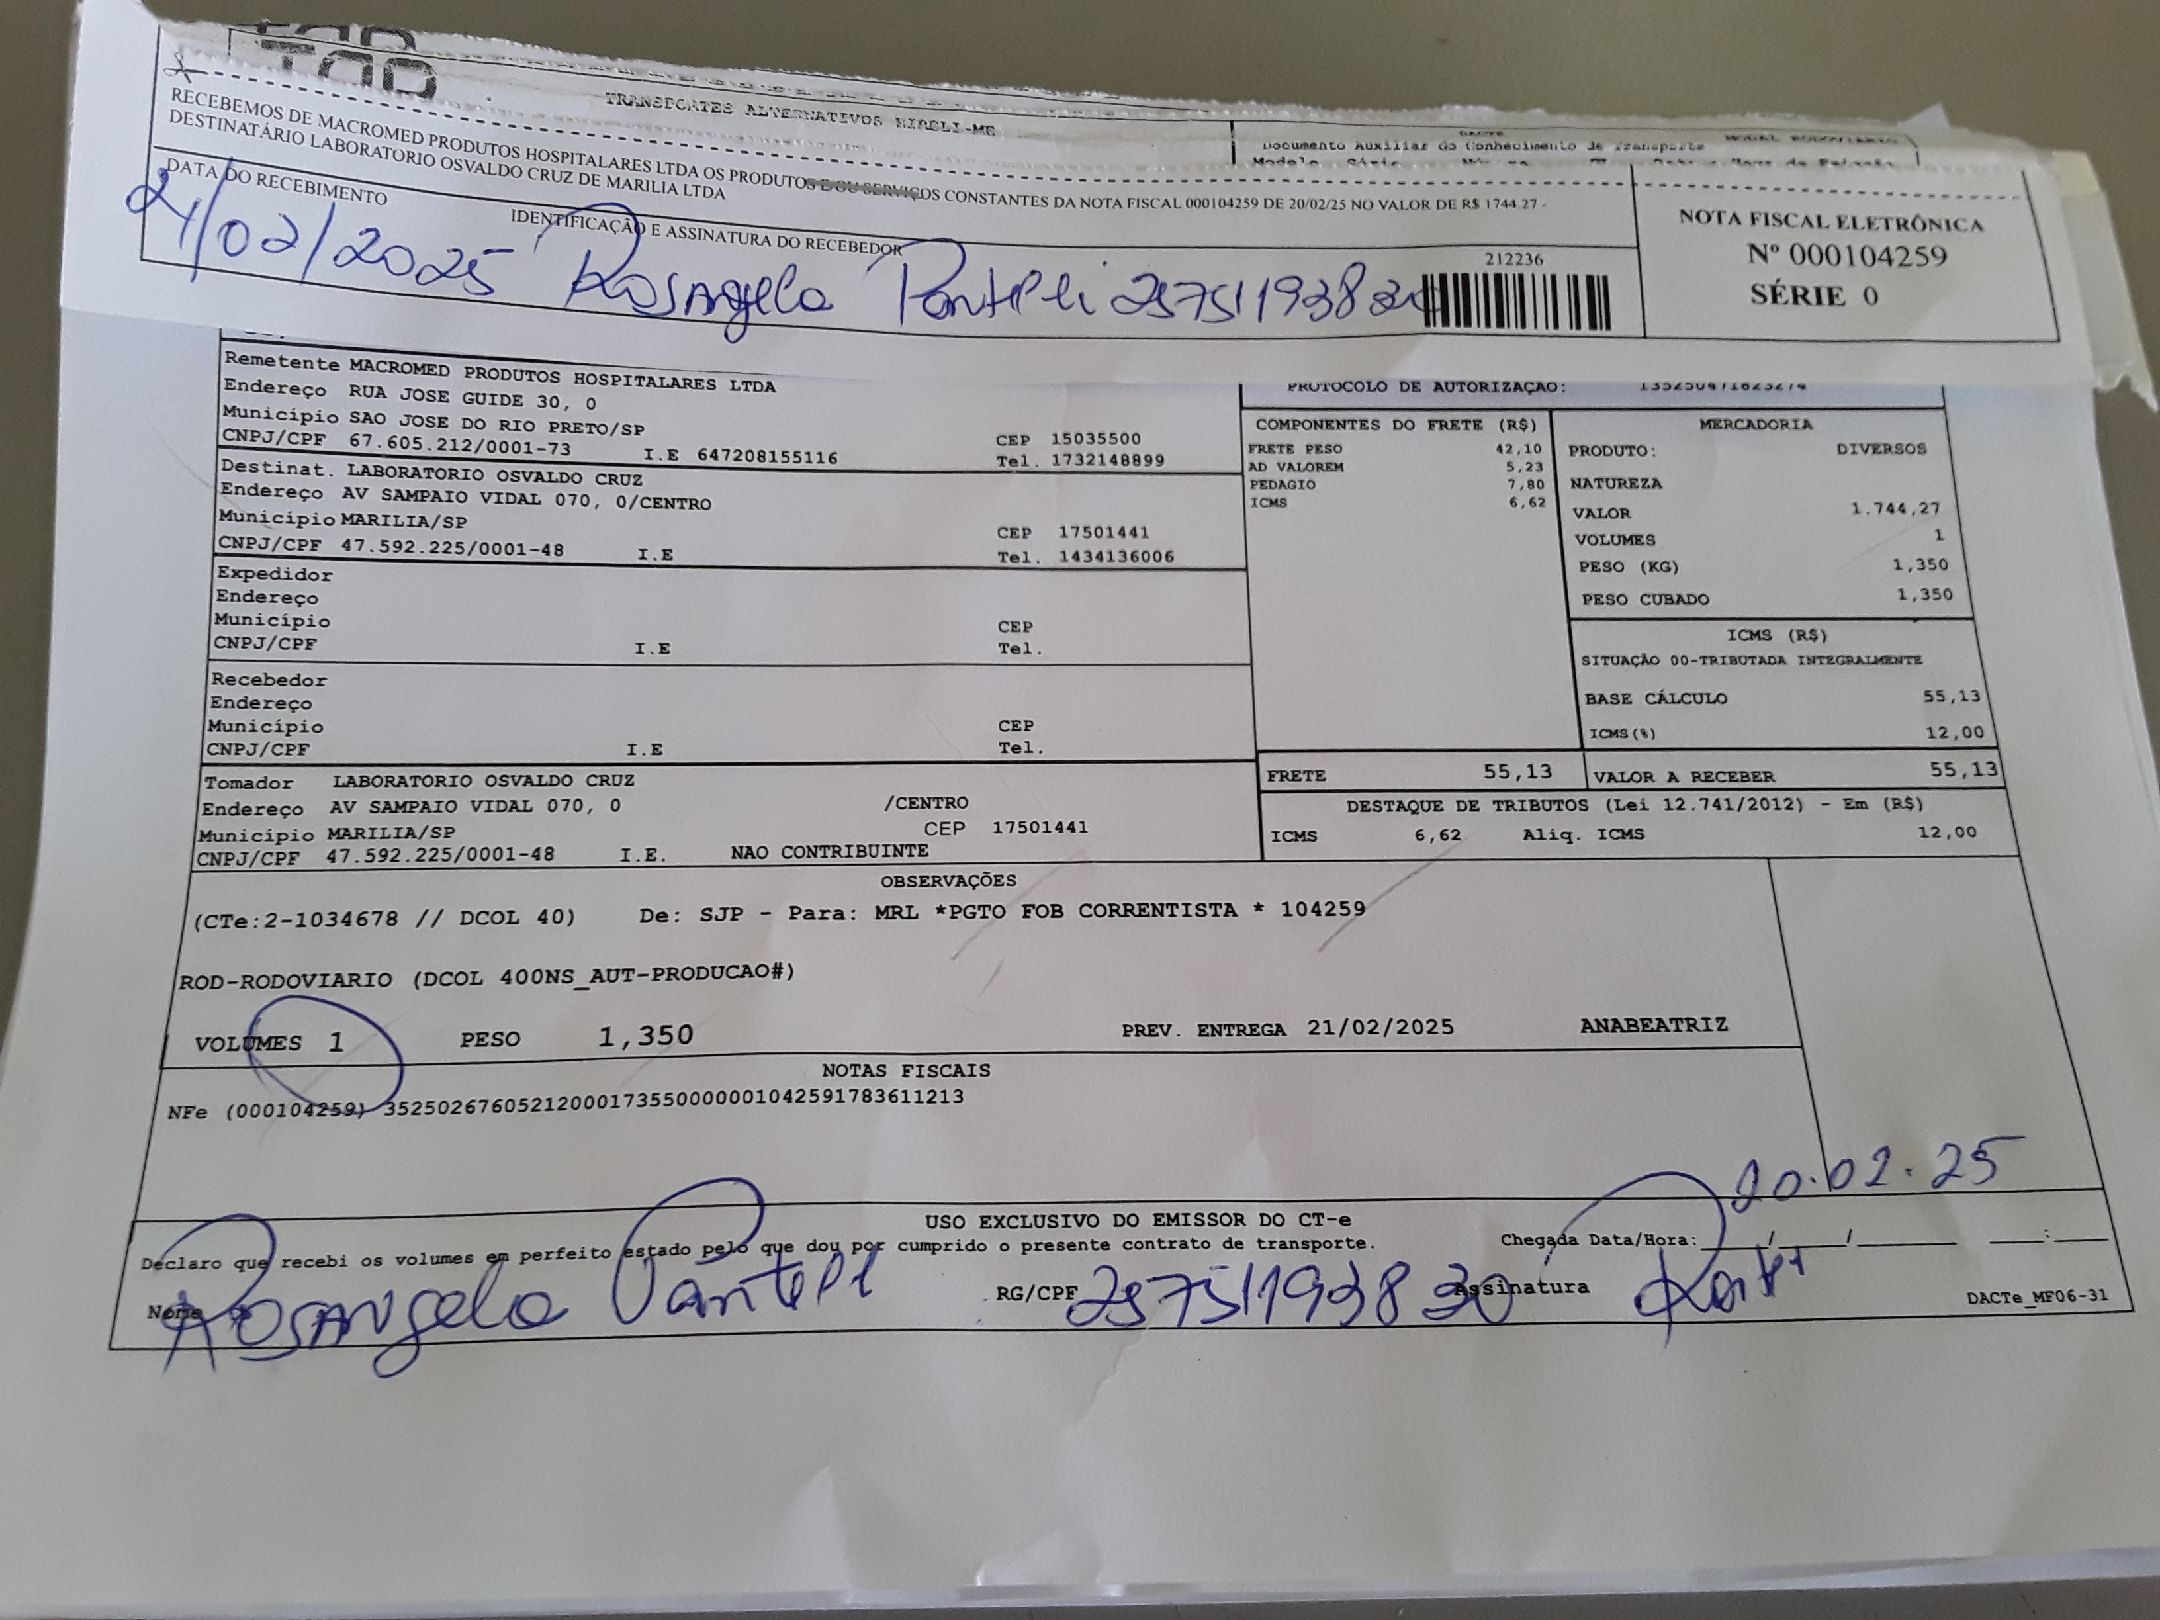 TRANSPORTES ALTERNATIVOS EIRELI-ME
DACTE
MODAL RODOVIÁRIO
Documento Auxiliar do Conhecimento de Transporte
RECEBEMOS DE MACROMED PRODUTOS HOSPITALARES LTDA OS PRODUTOS E/OU SERVIÇOS CONSTANTES DA NOTA FISCAL 000104259 DE 20/02/25 NO VALOR DE R$ 1744.27 -
DESTINATÁRIO LABORATORIO OSVALDO CRUZ DE MARILIA LTDA
DATA DO RECEBIMENTO
IDENTIFICAÇÃO E ASSINATURA DO RECEBEDOR
21/02/2025 Rosangela 25751193830
212236
NOTA FISCAL ELETRÔNICA
Nº 000104259
SÉRIE 0
Remetente MACROMED PRODUTOS HOSPITALARES LTDA
Endereço RUA JOSE GUIDE 30, 0
Município SAO JOSE DO RIO PRETO/SP
CEP 15035500
CNPJ/CPF 67.605.212/0001-73 I.E 647208155116
Tel. 1732148899
Destinat. LABORATORIO OSVALDO CRUZ
Endereço AV SAMPAIO VIDAL 070, 0/CENTRO
Município MARILIA/SP
CEP 17501441
CNPJ/CPF 47.592.225/0001-48 I.E
Tel. 1434136006
Expedidor
Endereço
Município
CEP
CNPJ/CPF I.E Tel.
Recebedor
Endereço
Município
CEP
CNPJ/CPF I.E Tel.
Tomador LABORATORIO OSVALDO CRUZ
Endereço AV SAMPAIO VIDAL 070, 0 /CENTRO
Município MARILIA/SP CEP 17501441
CNPJ/CPF 47.592.225/0001-48 I.E. NAO CONTRIBUINTE
PROTOCOLO DE AUTORIZAÇÃO:
COMPONENTES DO FRETE (R$)
FRETE PESO 42,10
AD VALOREM 5,23
PEDAGIO 7,80
ICMS 6,62
MERCADORIA
PRODUTO: DIVERSOS
NATUREZA
VALOR 1.744,27
VOLUMES 1
PESO (KG) 1,350
PESO CUBADO 1,350
ICMS (R$)
SITUAÇÃO 00-TRIBUTADA INTEGRALMENTE
BASE CÁLCULO 55,13
ICMS(%) 12,00
FRETE 55,13 VALOR A RECEBER 55,13
DESTAQUE DE TRIBUTOS (Lei 12.741/2012) - Em (R$)
ICMS 6,62 Aliq. ICMS 12,00
OBSERVAÇÕES
(CTe:2-1034678 // DCOL 40) De: SJP - Para: MRL *PGTO FOB CORRENTISTA * 104259
ROD-RODOVIARIO (DCOL 400NS_AUT-PRODUCAO#)
VOLUMES 1 PESO 1,350 PREV. ENTREGA 21/02/2025 ANABEATRIZ
NOTAS FISCAIS
NFe (000104259) 35250267605212000173550000001042591783611213
20.02.25
USO EXCLUSIVO DO EMISSOR DO CT-e
Declaro que recebi os volumes em perfeito estado pelo que dou por cumprido o presente contrato de transporte.
Chegada Data/Hora: ___/___/_____ ___:___
Nome Rosangela RG/CPF 25751193830 Assinatura
DACTe_MF06-31